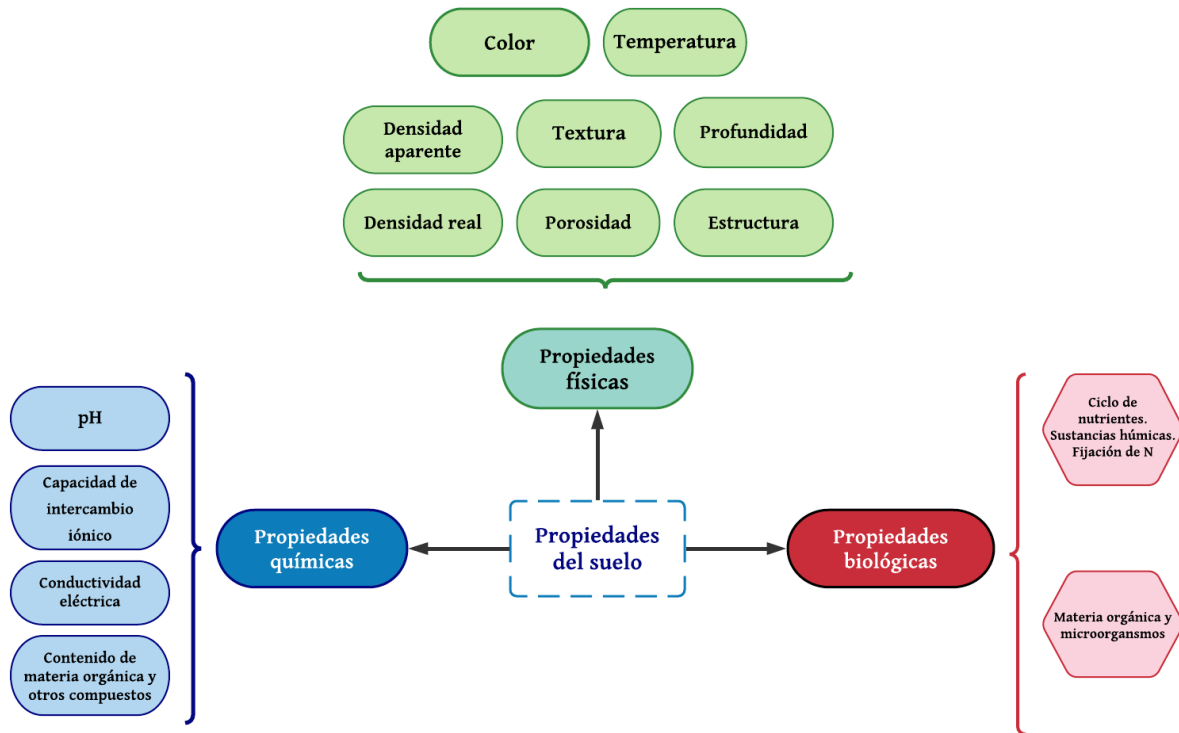 Color
Temperatura
Densidad
aparente
Textura
Profundidad
Densidad real
Porosidad
Estructura
Propiedades
físicas
pH
Capacidad de
intercambio
iónico
Conductividad
eléctrica
Contenido de
materia orgánica y
otros compuestos
Propiedades
químicas
Propiedades
del suelo
Propiedades
biológicas
Ciclo de
nutrientes.
Sustancias húmicas.
Fijación de N
Materia orgánica y
microorgansmos